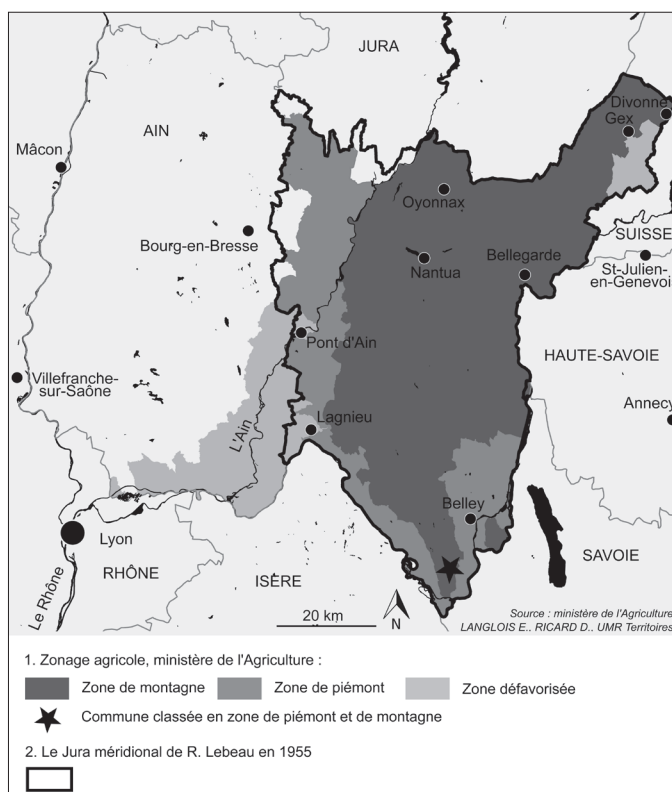 JURA
Divonne
Gex
AIN
Mâcon
Oyonnax
SUISSE
Bourg-en-Bresse
Nantua
Bellegarde
St-Julien-
en-Genevois
Pont d'Ain
HAUTE-SAVOIE
Villefranche-
sur-Saône
Annecy
L'Ain
Lagnieu
Belley
Lyon
SAVOIE
Le Rhône
RHÔNE
ISÈRE
20 km
N
Source : ministère de l'Agriculture
LANGLOIS E.. RICARD D.. UMR Territoires
1. Zonage agricole, ministère de l'Agriculture :
Zone de montagne
Zone de piémont
Zone défavorisée
Commune classée en zone de piémont et de montagne
2. Le Jura méridional de R. Lebeau en 1955